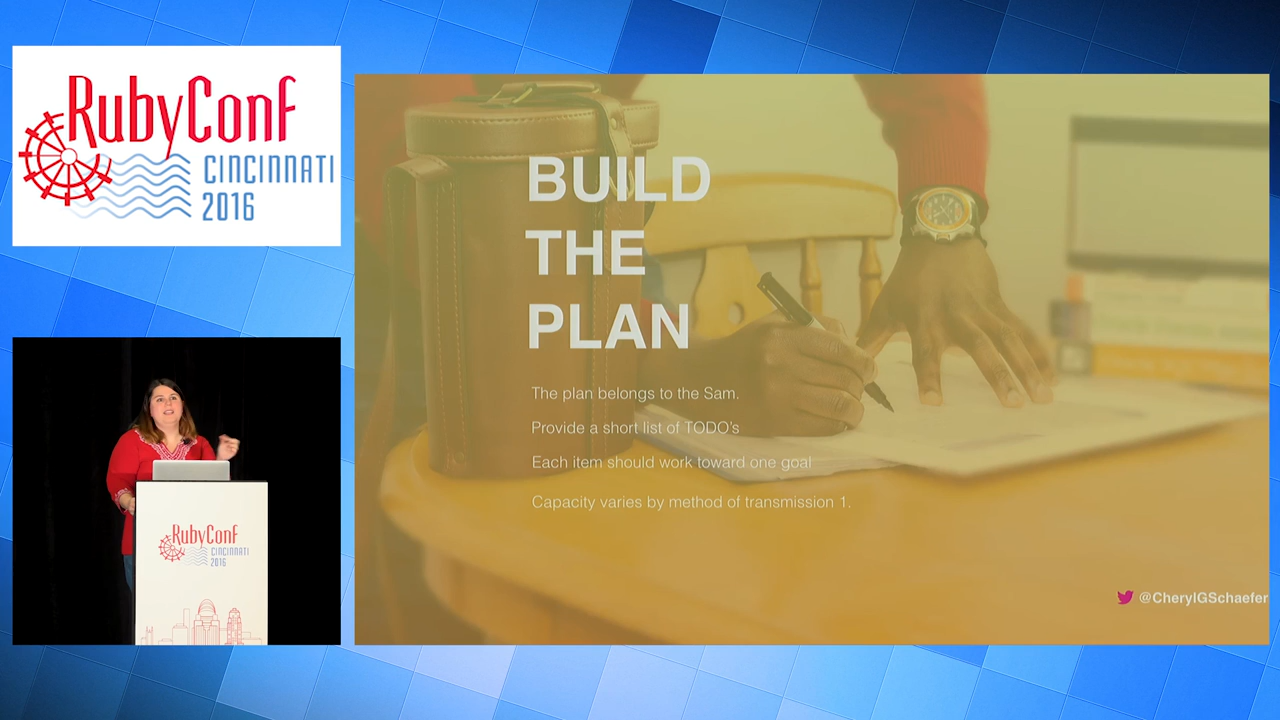 RubyConf
CINCINNATI
2016
BUILD
THE
PLAN
The plan belongs to the Sam.
Provide a short list of TODO's
Each item should work toward one goal
Capacity varies by method of transmission 1.
@CherylGSchaefer
RubyConf
CINCINNATI
2016